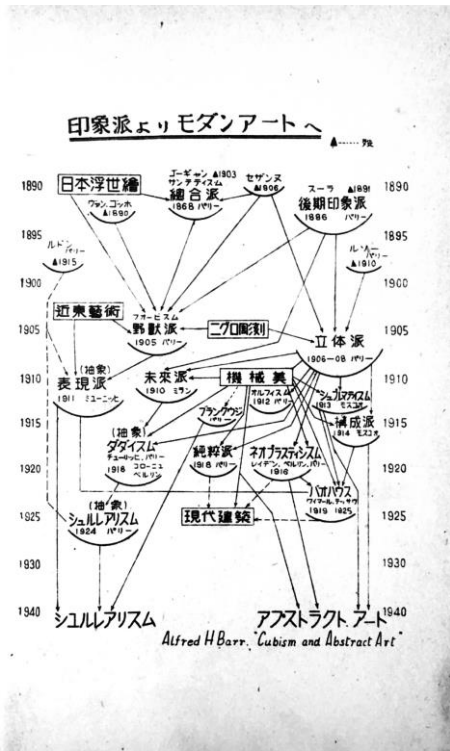 印象派よりモダンアートへ
▲……歿
1890
日本浮世繪
ゴーギャン ▲1903
サンテティスム
綜合派
1868 パリー
セザンヌ
▲1906
スーラ ▲1891
後期印象派
1886 パリー
1890
ヴァン、ゴッホ
▲1890
1895
ルドン
パリー
▲1915
ルソー
パリー
▲1910
1895
1900
1900
近東藝術
フォービスム
野獸派
1905 パリー
ニグロ彫刻
立体派
1906-08 パリー
1905
1905
1910
(抽象)
表現派
1911 ミューニッヒ
未來派
1910 ミラン
機械美
オルフィスム
1912 パリー
シュプレマティスム
1913 モスコオ
1910
ブランクウジ
パリー
構成派
1914 モスコオ
1915
1915
(抽象)
ダダイスム
チューリッヒ、パリー
1916 コローニュ
ベルリン
純粹派
1918 パリー
ネオプラスティシスム
レイデン、ベルリン、パリー
1916
1920
1920
バオハウス
ワイマール、デッサウ
1919 1925
(抽象)
シュルレアリスム
1924 パリー
現代建築
1925
1925
1930
1930
1940
シュルレアリスム
アブストラクト、アート
1940
Alfred H Barr. "Cubism and Abstract Art"